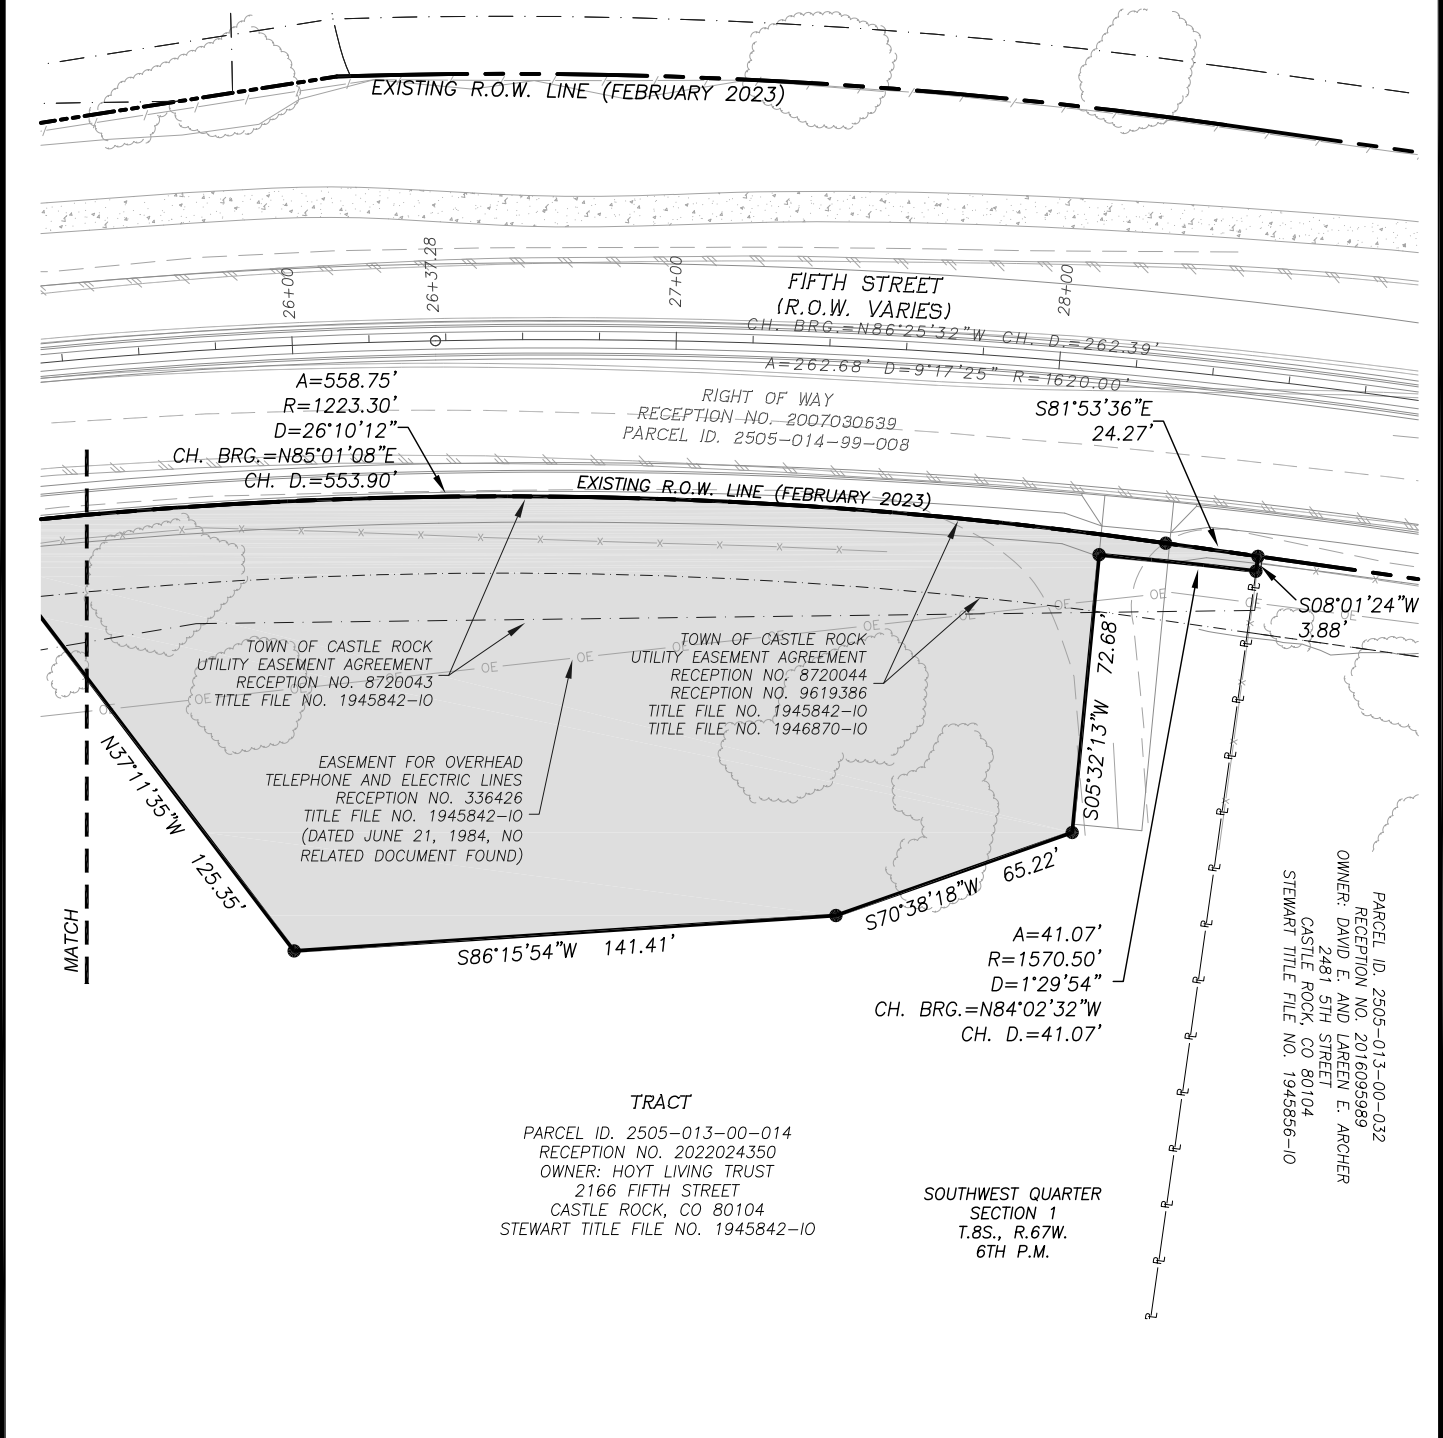 EXISTING R.O.W. LINE (FEBRUARY 2023)
26+00
26+37.28
27+00
28+00
FIFTH STREET
(R.O.W. VARIES)
CH. BRG.=N86°25'32"W CH. D.=262.39'
A=262.68' D=9°17'25" R=1620.00'
RIGHT OF WAY
RECEPTION NO. 2007030639
PARCEL ID. 2505-014-99-008
A=558.75'
R=1223.30'
D=26°10'12"
CH. BRG.=N85°01'08"E
CH. D.=553.90'
S81°53'36"E
24.27'
EXISTING R.O.W. LINE (FEBRUARY 2023)
S08°01'24"W
3.88'
TOWN OF CASTLE ROCK
UTILITY EASEMENT AGREEMENT
RECEPTION NO. 8720043
TITLE FILE NO. 1945842-IO
TOWN OF CASTLE ROCK
UTILITY EASEMENT AGREEMENT
RECEPTION NO. 8720044
RECEPTION NO. 9619386
TITLE FILE NO. 1945842-IO
TITLE FILE NO. 1946870-IO
EASEMENT FOR OVERHEAD
TELEPHONE AND ELECTRIC LINES
RECEPTION NO. 336426
TITLE FILE NO. 1945842-IO
(DATED JUNE 21, 1984, NO
RELATED DOCUMENT FOUND)
OE
OE
OE
OE
OE
OE
OE
OE
OE
OE
S05°32'13"W 72.68'
N37°11'35"W 125.35'
S86°15'54"W 141.41'
S70°38'18"W 65.22'
MATCH
A=41.07'
R=1570.50'
D=1°29'54"
CH. BRG.=N84°02'32"W
CH. D.=41.07'
PARCEL ID. 2505-013-00-032
RECEPTION NO. 2016095989
OWNER: DAVID E. AND LAREEN E. ARCHER
2481 5TH STREET
CASTLE ROCK, CO 80104
STEWART TITLE FILE NO. 1945856-IO
TRACT
PARCEL ID. 2505-013-00-014
RECEPTION NO. 2022024350
OWNER: HOYT LIVING TRUST
2166 FIFTH STREET
CASTLE ROCK, CO 80104
STEWART TITLE FILE NO. 1945842-IO
SOUTHWEST QUARTER
SECTION 1
T.8S., R.67W.
6TH P.M.